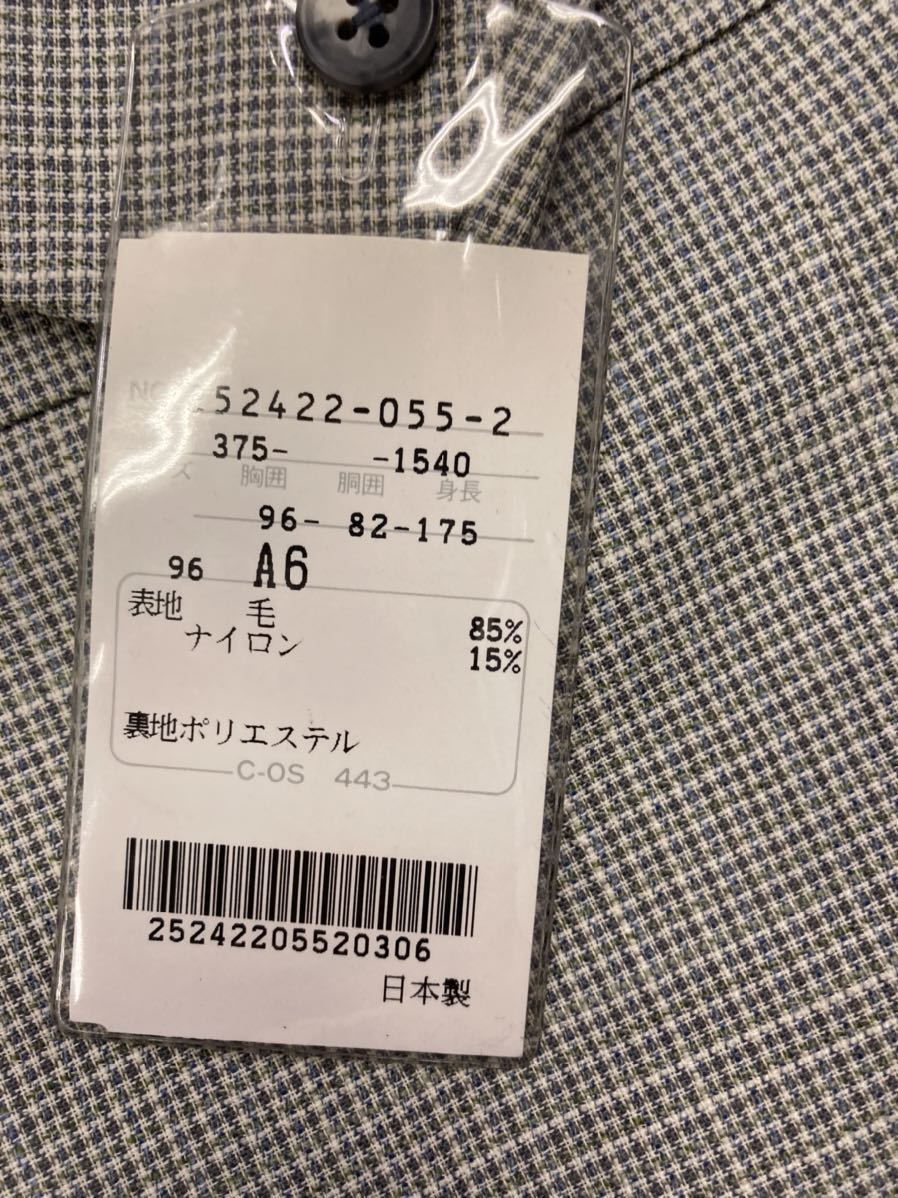 NO. 52422-055-2
375- -1540
ズ 胸囲 胴囲 身長
96- 82-175
96 A6
表地 毛 85%
ナイロン 15%
裏地ポリエステル
C-OS 443
25242205520306
日本製